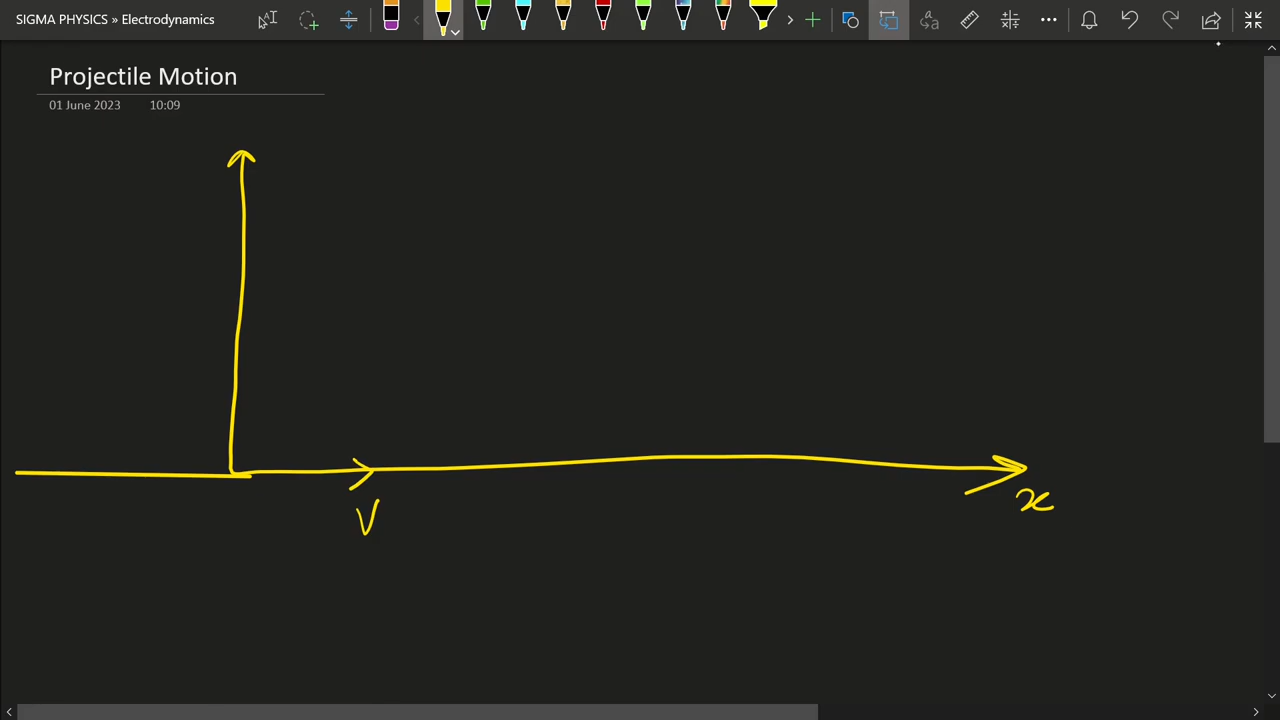 SIGMA PHYSICS » Electrodynamics
Projectile Motion
01 June 2023 10:09
V
x